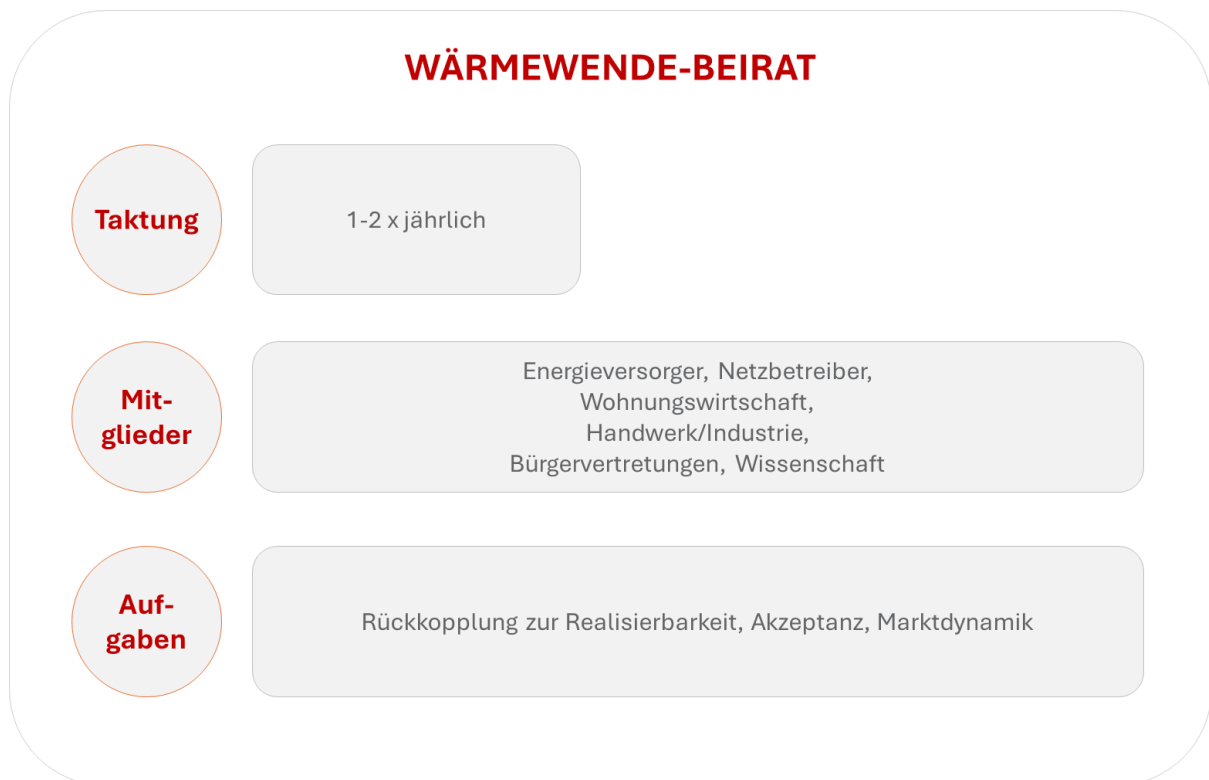 WÄRMEWENDE-BEIRAT
Taktung
1-2 x jährlich
Mit-
glieder
Energieversorger, Netzbetreiber,
Wohnungswirtschaft,
Handwerk/Industrie,
Bürgervertretungen, Wissenschaft
Auf-
gaben
Rückkopplung zur Realisierbarkeit, Akzeptanz, Marktdynamik